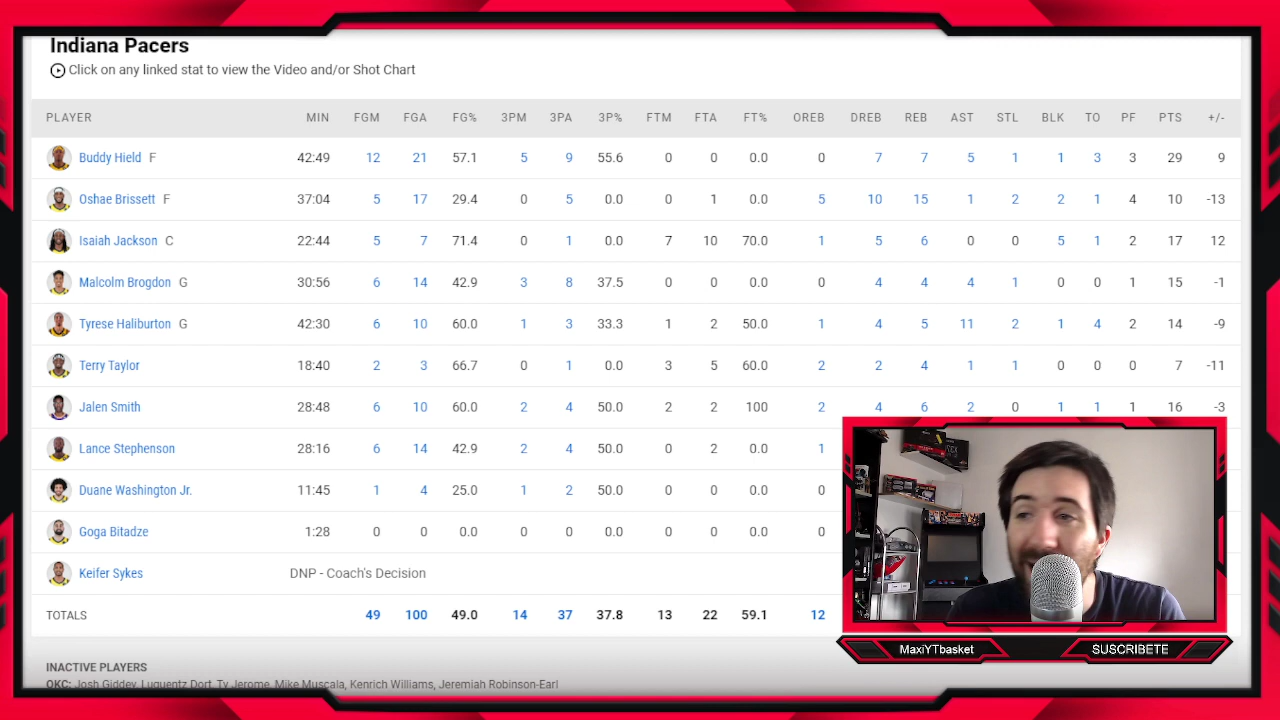 Indiana Pacers
Click on any linked stat to view the Video and/or Shot Chart
PLAYER MIN FGM FGA FG% 3PM 3PA 3P% FTM FTA FT% OREB DREB REB AST STL BLK TO PF PTS +/-
Buddy Hield F 42:49 12 21 57.1 5 9 55.6 0 0 0.0 0 7 7 5 1 1 3 3 29 9
Oshae Brissett F 37:04 5 17 29.4 0 5 0.0 0 1 0.0 5 10 15 1 2 2 1 4 10 -13
Isaiah Jackson C 22:44 5 7 71.4 0 1 0.0 7 10 70.0 1 5 6 0 0 5 1 2 17 12
Malcolm Brogdon G 30:56 6 14 42.9 3 8 37.5 0 0 0.0 0 4 4 4 1 0 0 1 15 -1
Tyrese Haliburton G 42:30 6 10 60.0 1 3 33.3 1 2 50.0 1 4 5 11 2 1 4 2 14 -9
Terry Taylor 18:40 2 3 66.7 0 1 0.0 3 5 60.0 2 2 4 1 1 0 0 0 7 -11
Jalen Smith 28:48 6 10 60.0 2 4 50.0 2 2 100 2 4 6 2 0 1 1 1 16 -3
Lance Stephenson 28:16 6 14 42.9 2 4 50.0 0 2 0.0 1
Duane Washington Jr. 11:45 1 4 25.0 1 2 50.0 0 0 0.0 0
Goga Bitadze 1:28 0 0 0.0 0 0 0.0 0 0 0.0 0
Keifer Sykes DNP - Coach's Decision
TOTALS 49 100 49.0 14 37 37.8 13 22 59.1 12
MaxiYTbasket SUSCRIBETE
INACTIVE PLAYERS
OKC: Josh Giddey, Luguentz Dort, Ty Jerome, Mike Muscala, Kenrich Williams, Jeremiah Robinson-Earl